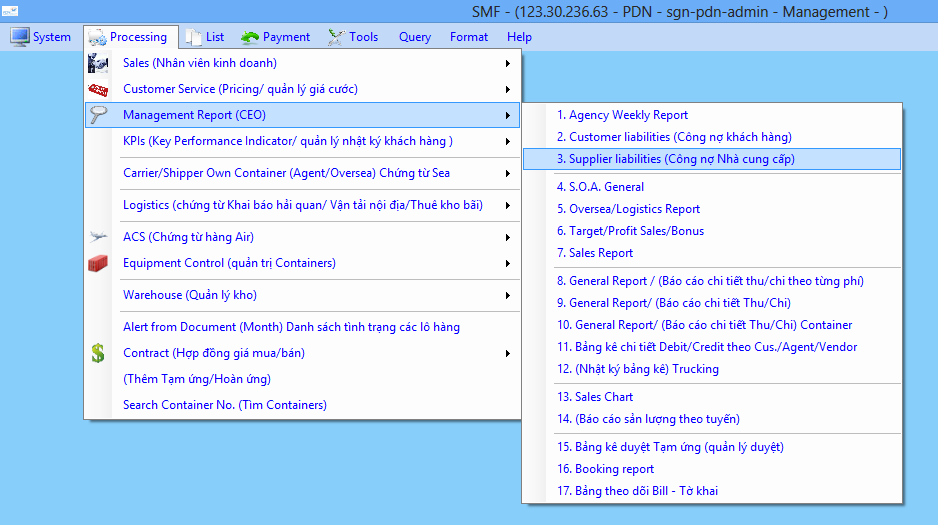 SMF - (123.30.236.63 - PDN - sgn-pdn-admin - Management - )
System Processing List Payment Tools Query Format Help
Sales (Nhân viên kinh doanh)
Customer Service (Pricing/ quản lý giá cước)
Management Report (CEO)
KPIs (Key Performance Indicator/ quản lý nhật ký khách hàng )
Carrier/Shipper Own Container (Agent/Oversea) Chứng từ Sea
Logistics (chứng từ Khai báo hải quan/ Vận tải nội địa/Thuê kho bãi)
ACS (Chứng từ hàng Air)
Equipment Control (quản trị Containers)
Warehouse (Quản lý kho)
Alert from Document (Month) Danh sách tình trạng các lô hàng
Contract (Hợp đồng giá mua/bán)
(Thêm Tạm ứng/Hoàn ứng)
Search Container No. (Tìm Containers)
1. Agency Weekly Report
2. Customer liabilities (Công nợ khách hàng)
3. Supplier liabilities (Công nợ Nhà cung cấp)
4. S.O.A. General
5. Oversea/Logistics Report
6. Target/Profit Sales/Bonus
7. Sales Report
8. General Report / (Báo cáo chi tiết thu/chi theo từng phí)
9. General Report/ (Báo cáo chi tiết Thu/Chi)
10. General Report/ (Báo cáo chi tiết Thu/Chi) Container
11. Bảng kê chi tiết Debit/Credit theo Cus./Agent/Vendor
12. (Nhật ký bảng kê) Trucking
13. Sales Chart
14. (Báo cáo sản lượng theo tuyến)
15. Bảng kê duyệt Tạm ứng (quản lý duyệt)
16. Booking report
17. Bảng theo dõi Bill - Tờ khai